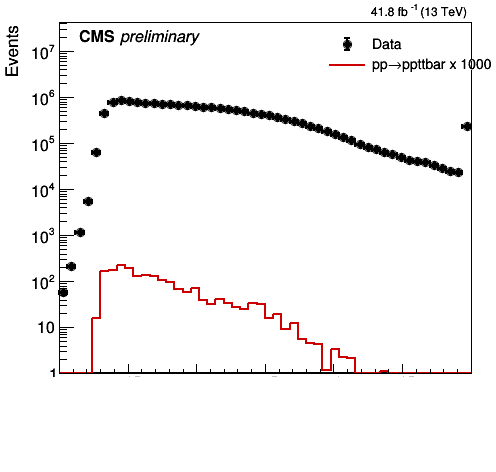 41.8 fb⁻¹ (13 TeV)
CMS preliminary
Events
Data
pp→ppttbar x 1000
10⁷
10⁶
10⁵
10⁴
10³
10²
10
1